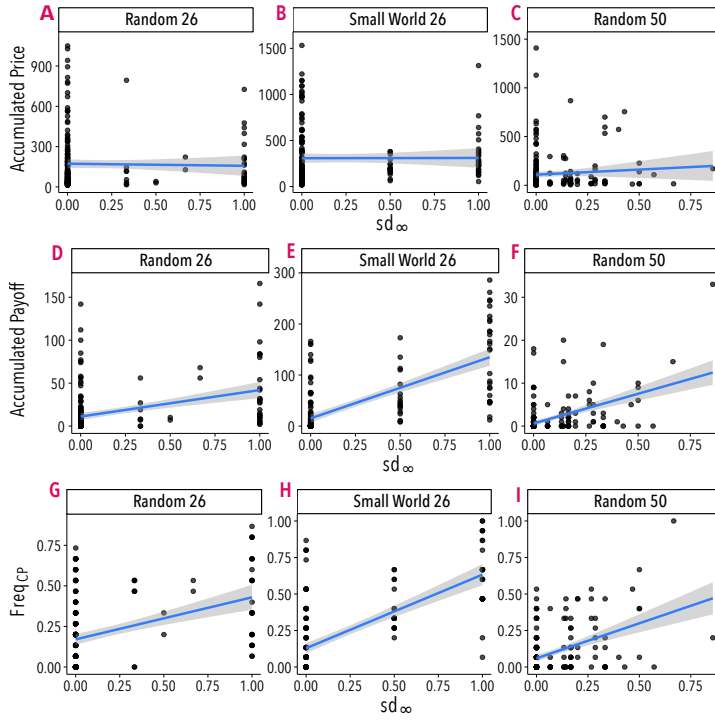 A Random 26 B Small World 26 C Random 50
Accumulated Price
900
600
300
0
1500
1000
500
0
1500
1000
500
0
0.00 0.25 0.50 0.75 1.00
0.00 0.25 0.50 0.75 1.00
0.00 0.25 0.50 0.75
sd∞
D Random 26 E Small World 26 F Random 50
Accumulated Payoff
150
100
50
0
300
200
100
0
30
20
10
0
0.00 0.25 0.50 0.75 1.00
0.00 0.25 0.50 0.75 1.00
0.00 0.25 0.50 0.75
sd∞
G Random 26 H Small World 26 I Random 50
FreqCP
0.75
0.50
0.25
0.00
1.00
0.75
0.50
0.25
0.00
1.00
0.75
0.50
0.25
0.00
0.00 0.25 0.50 0.75 1.00
0.00 0.25 0.50 0.75 1.00
0.00 0.25 0.50 0.75
sd∞